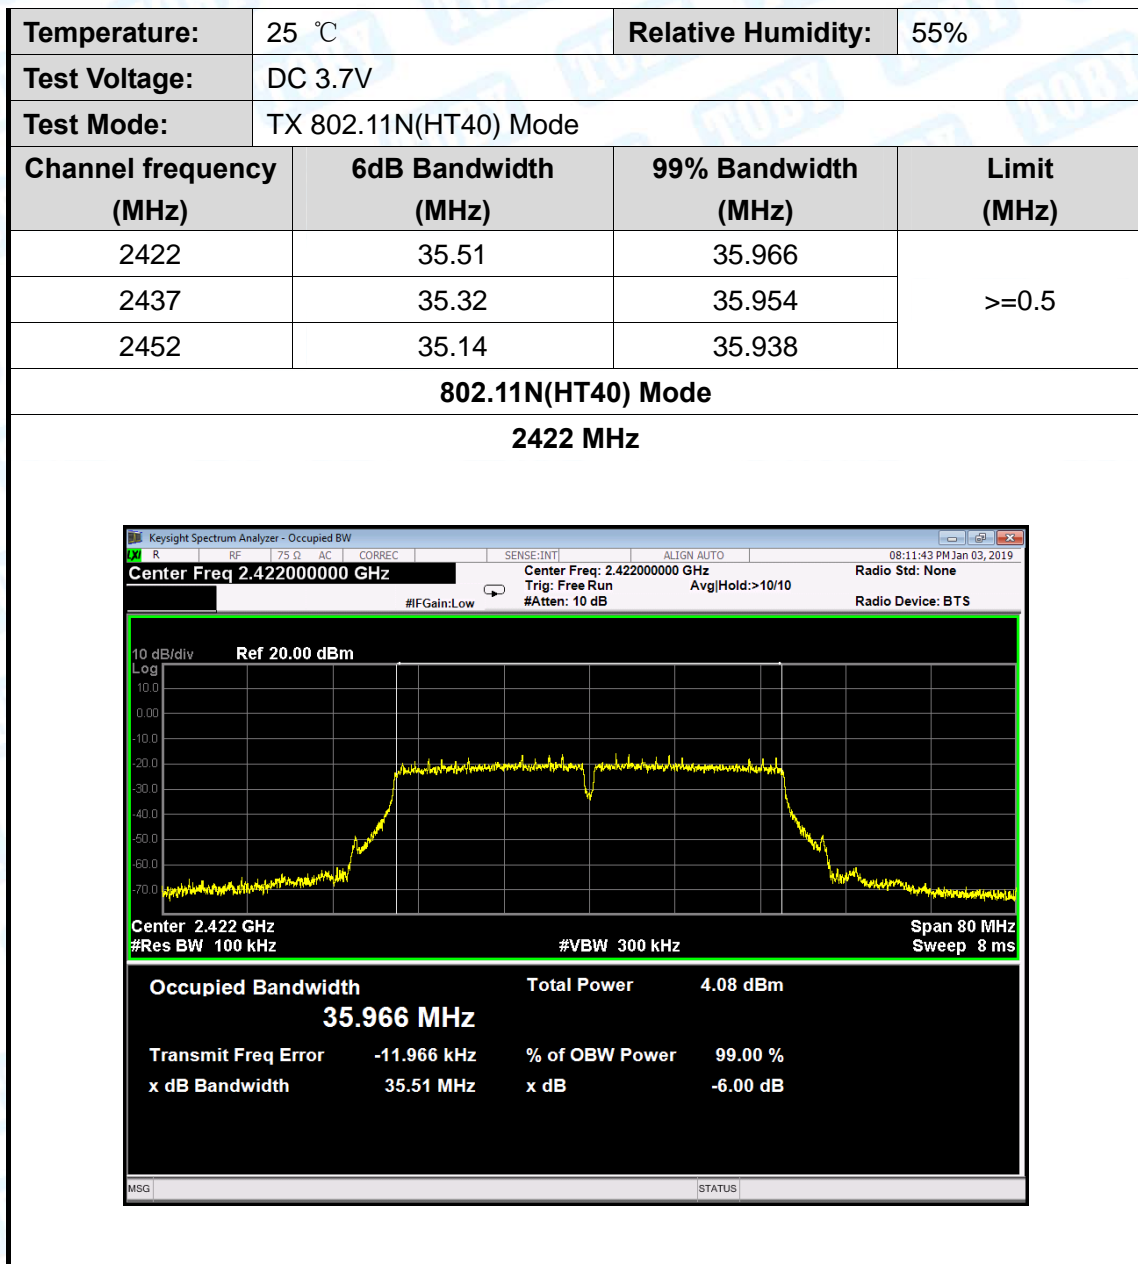 Temperature: 25 ℃ Relative Humidity: 55%
Test Voltage: DC 3.7V
Test Mode: TX 802.11N(HT40) Mode
Channel frequency 6dB Bandwidth 99% Bandwidth Limit
(MHz) (MHz) (MHz) (MHz)
2422 35.51 35.966
2437 35.32 35.954 >=0.5
2452 35.14 35.938
802.11N(HT40) Mode
2422 MHz
Keysight Spectrum Analyzer - Occupied BW
LXI R RF 75 Ω AC CORREC SENSE:INT ALIGN AUTO 08:11:43 PM Jan 03, 2019
Center Freq 2.422000000 GHz Center Freq: 2.422000000 GHz Radio Std: None
Trig: Free Run Avg|Hold:>10/10
#IFGain:Low #Atten: 10 dB Radio Device: BTS
10 dB/div Ref 20.00 dBm
Log
10.0
0.00
-10.0
-20.0
-30.0
-40.0
-50.0
-60.0
-70.0
Center 2.422 GHz Span 80 MHz
#Res BW 100 kHz #VBW 300 kHz Sweep 8 ms
Occupied Bandwidth Total Power 4.08 dBm
35.966 MHz
Transmit Freq Error -11.966 kHz % of OBW Power 99.00 %
x dB Bandwidth 35.51 MHz x dB -6.00 dB
MSG STATUS
TOBY